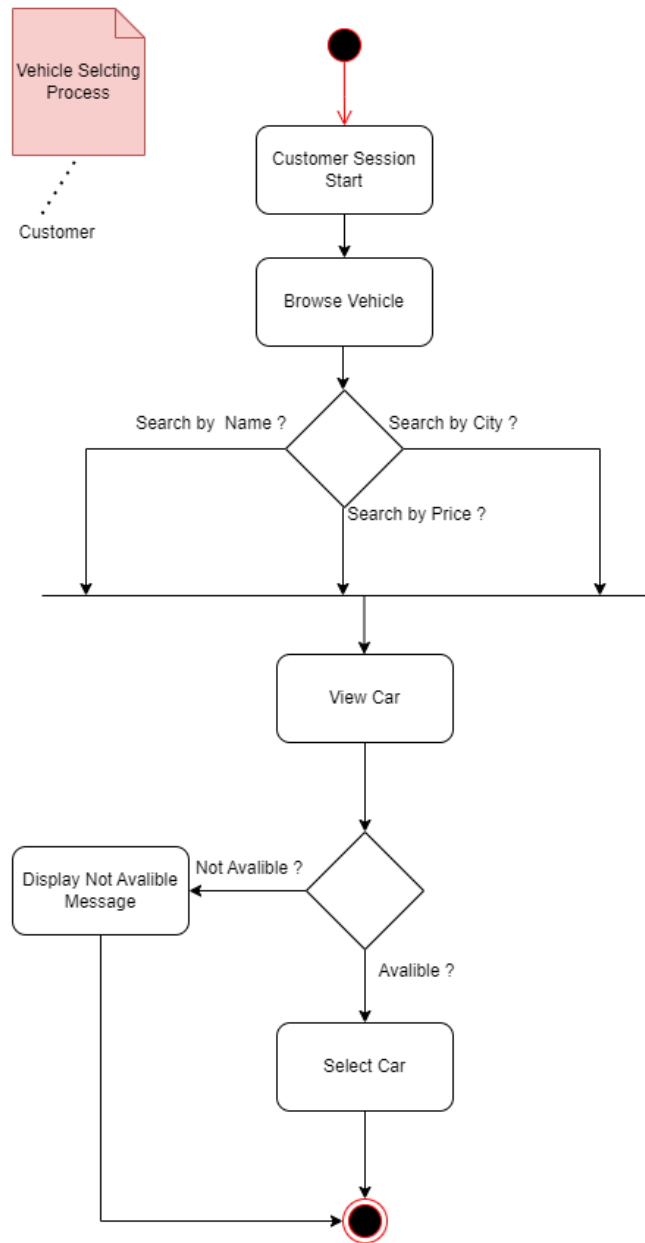 Vehicle Selcting
Process
Customer
Customer Session
Start
Browse Vehicle
Search by  Name ?
Search by City ?
Search by Price ?
View Car
Not Avalible ?
Display Not Avalible
Message
Avalible ?
Select Car